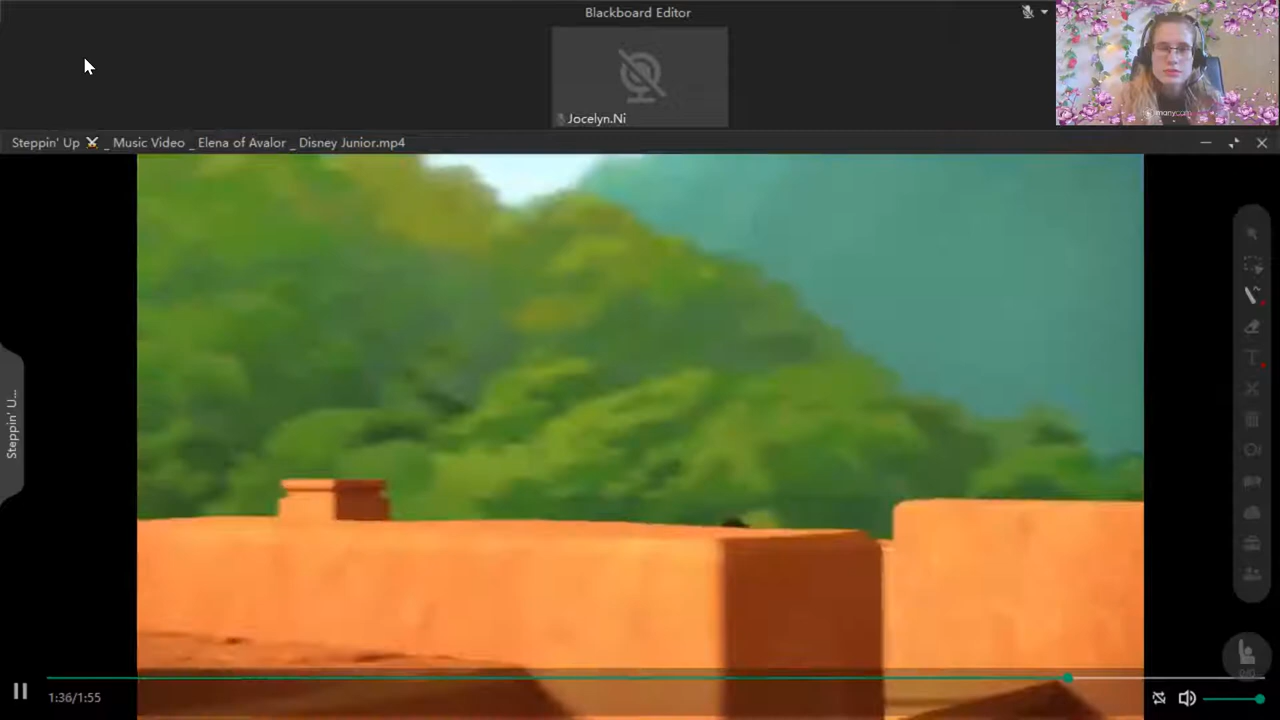 Blackboard Editor
Jocelyn.Ni
Steppin' Up ⚔ _ Music Video _ Elena of Avalor _ Disney Junior.mp4
Steppin' U...
1:36/1:55